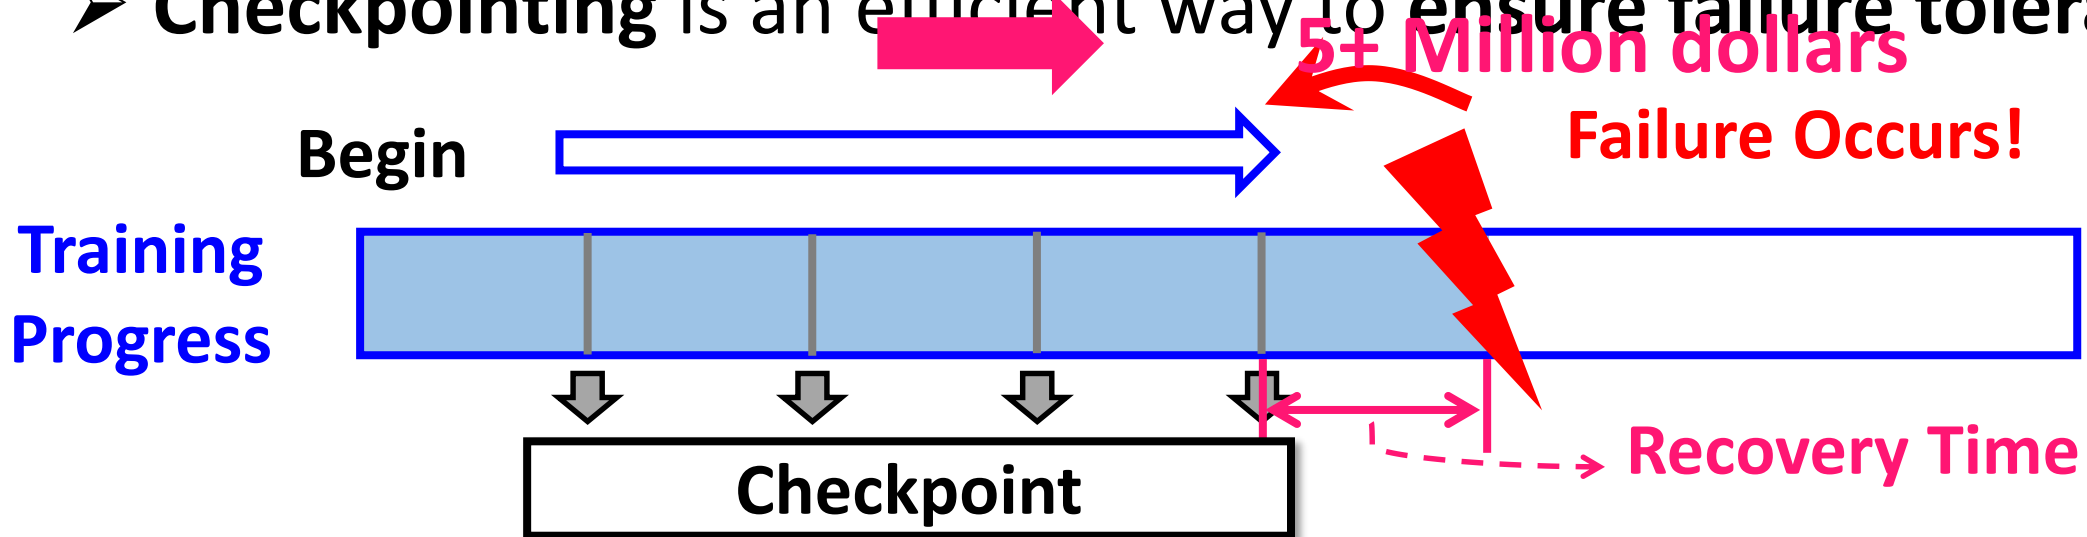 ➤ Checkpointing is an efficient way to ensure failure
5+ Million dollars
Failure Occurs!
Begin
Training
Progress
Recovery Time
Checkpoint